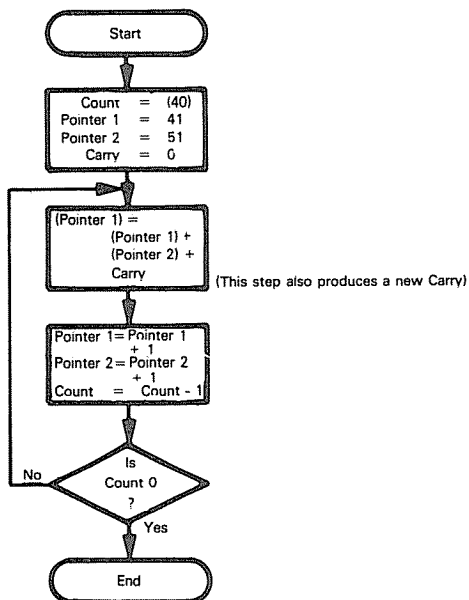 Start
Count = (40)
Pointer 1 = 41
Pointer 2 = 51
Carry = 0
(Pointer 1) =
(Pointer 1) +
(Pointer 2) +
Carry
(This step also produces a new Carry)
Pointer 1 = Pointer 1
+ 1
Pointer 2 = Pointer 2
+ 1
Count = Count - 1
Is
Count 0
?
No
Yes
End